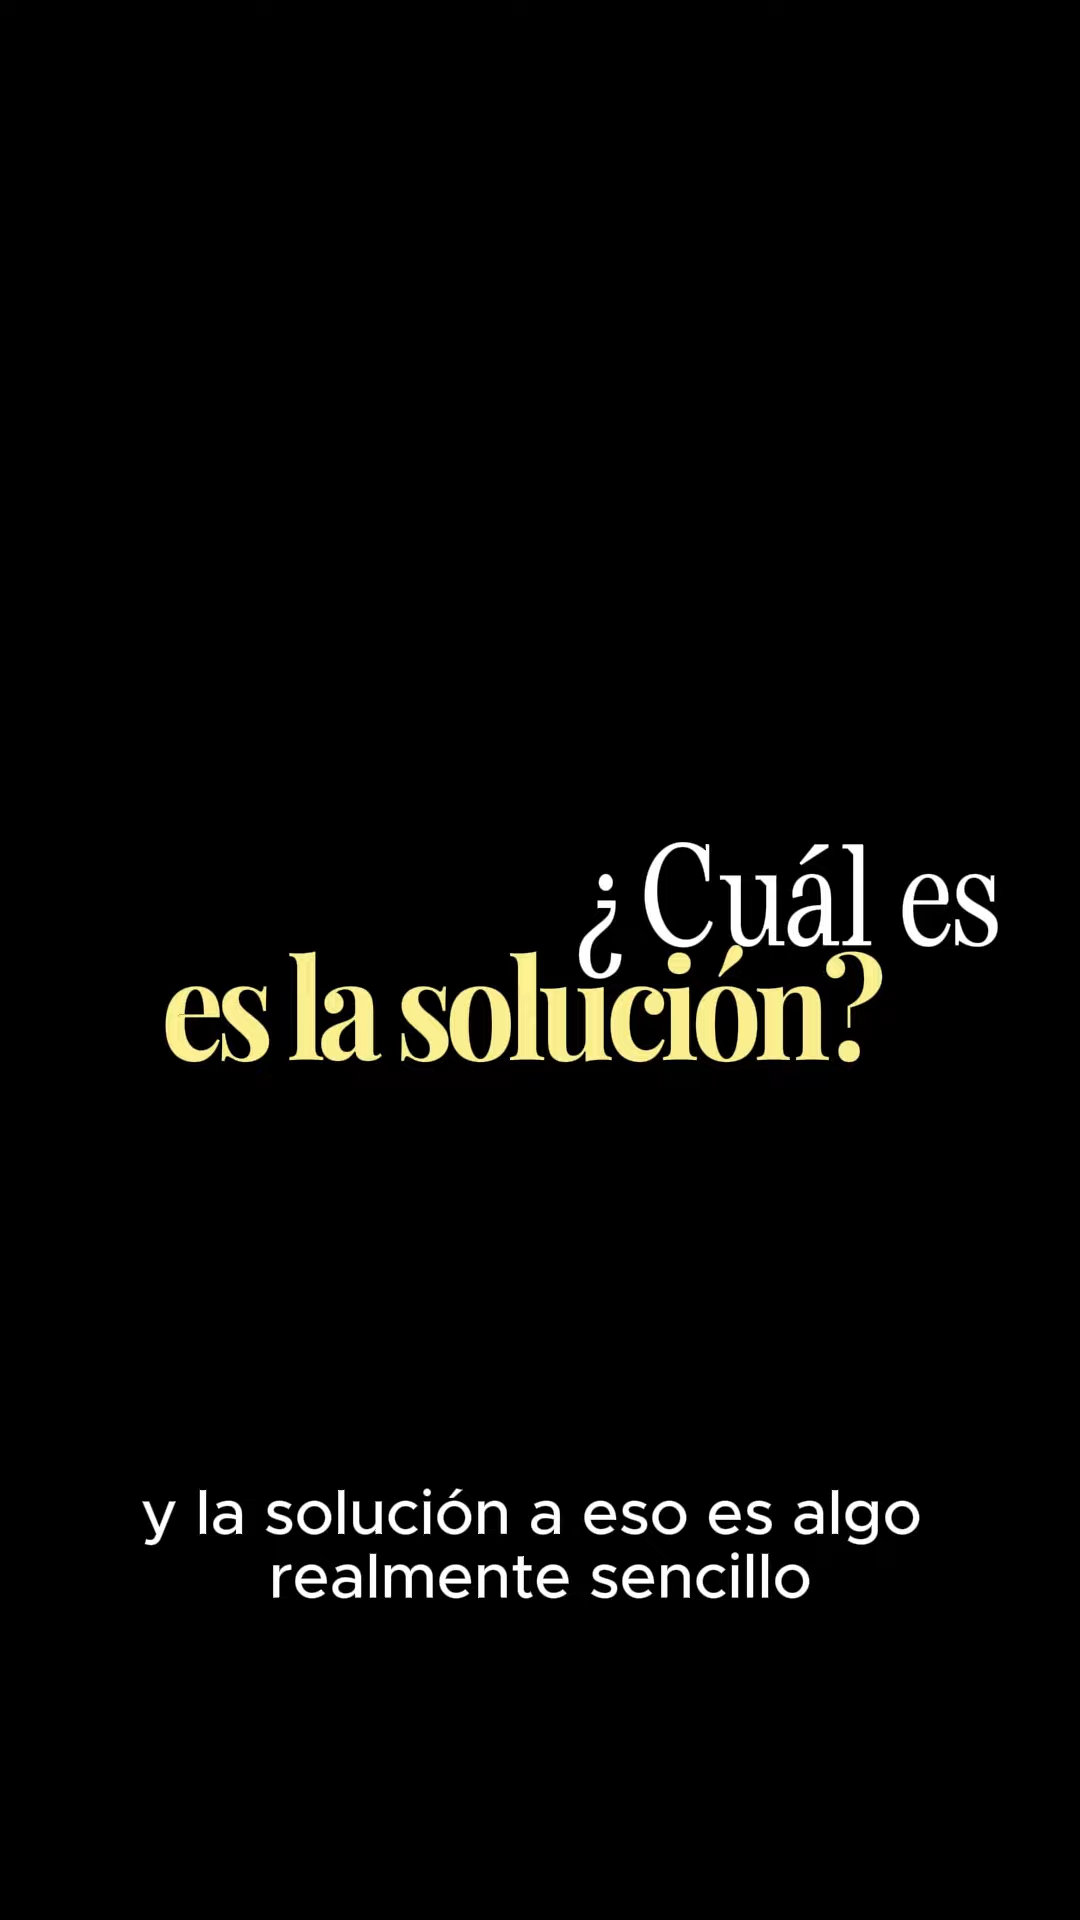 ¿Cuál es
es la solución?
y la solución a eso es algo
realmente sencillo